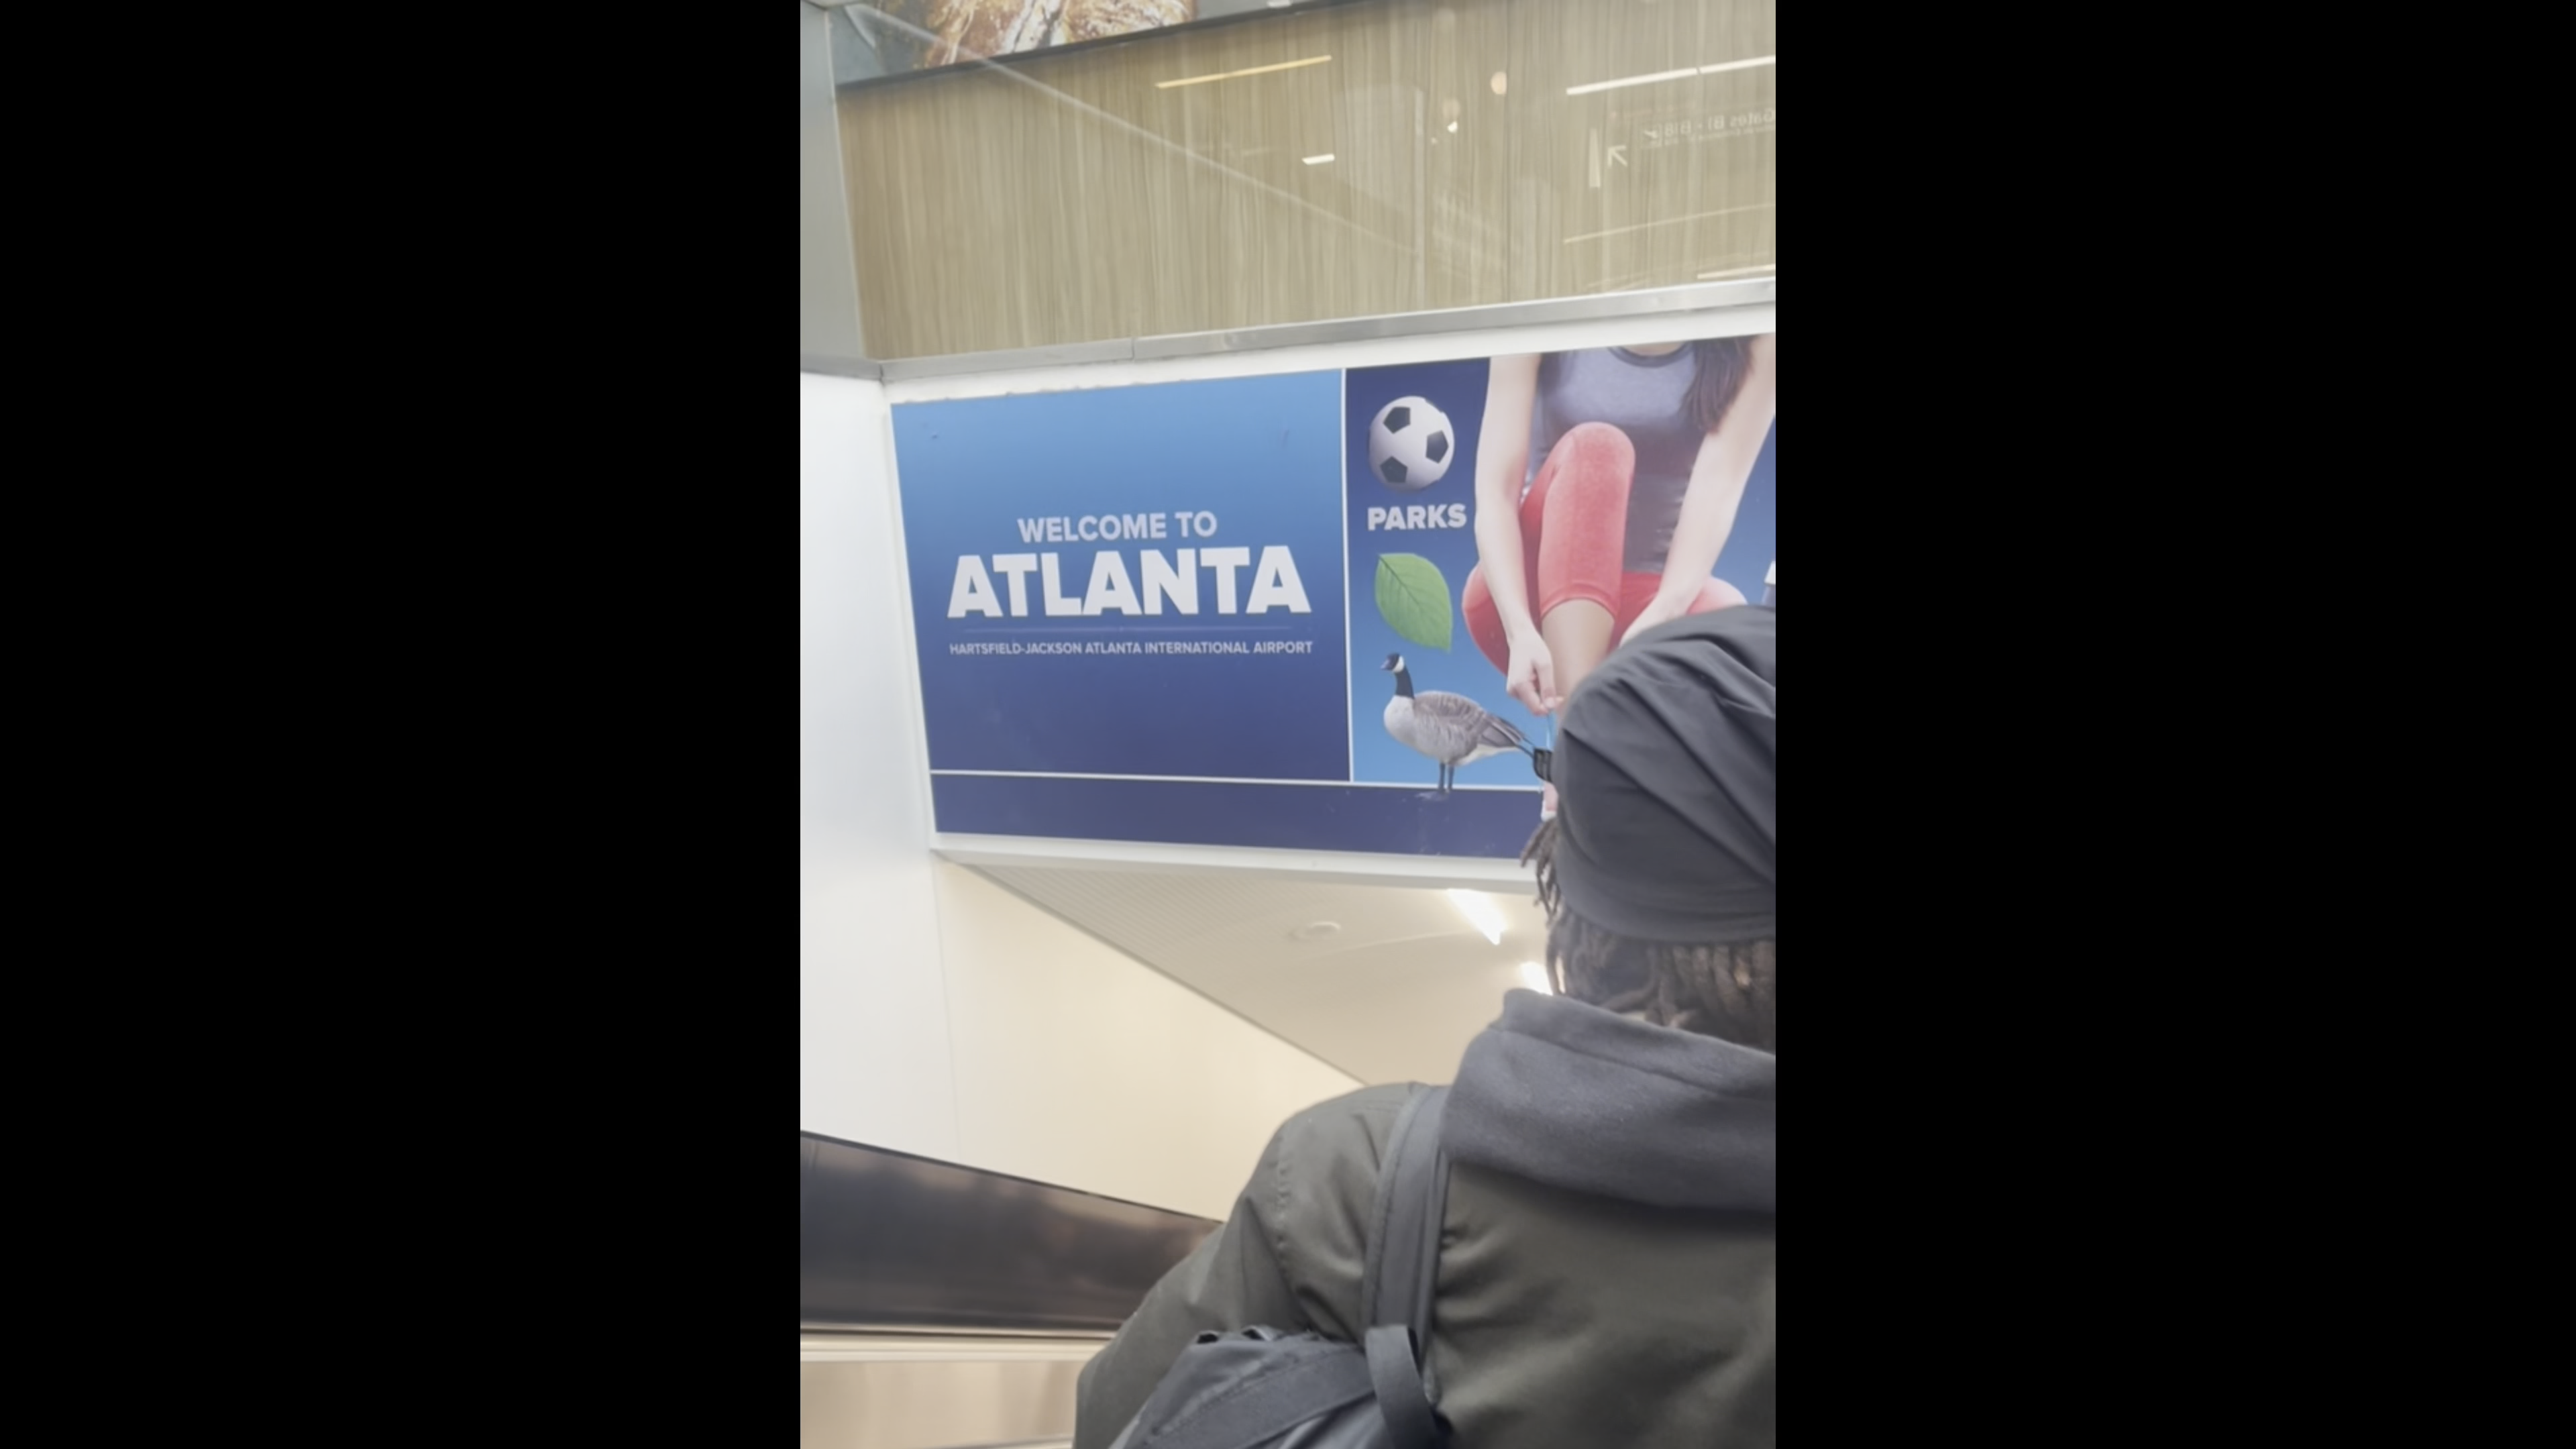 WELCOME TO
ATLANTA
HARTSFIELD-JACKSON ATLANTA INTERNATIONAL AIRPORT
PARKS